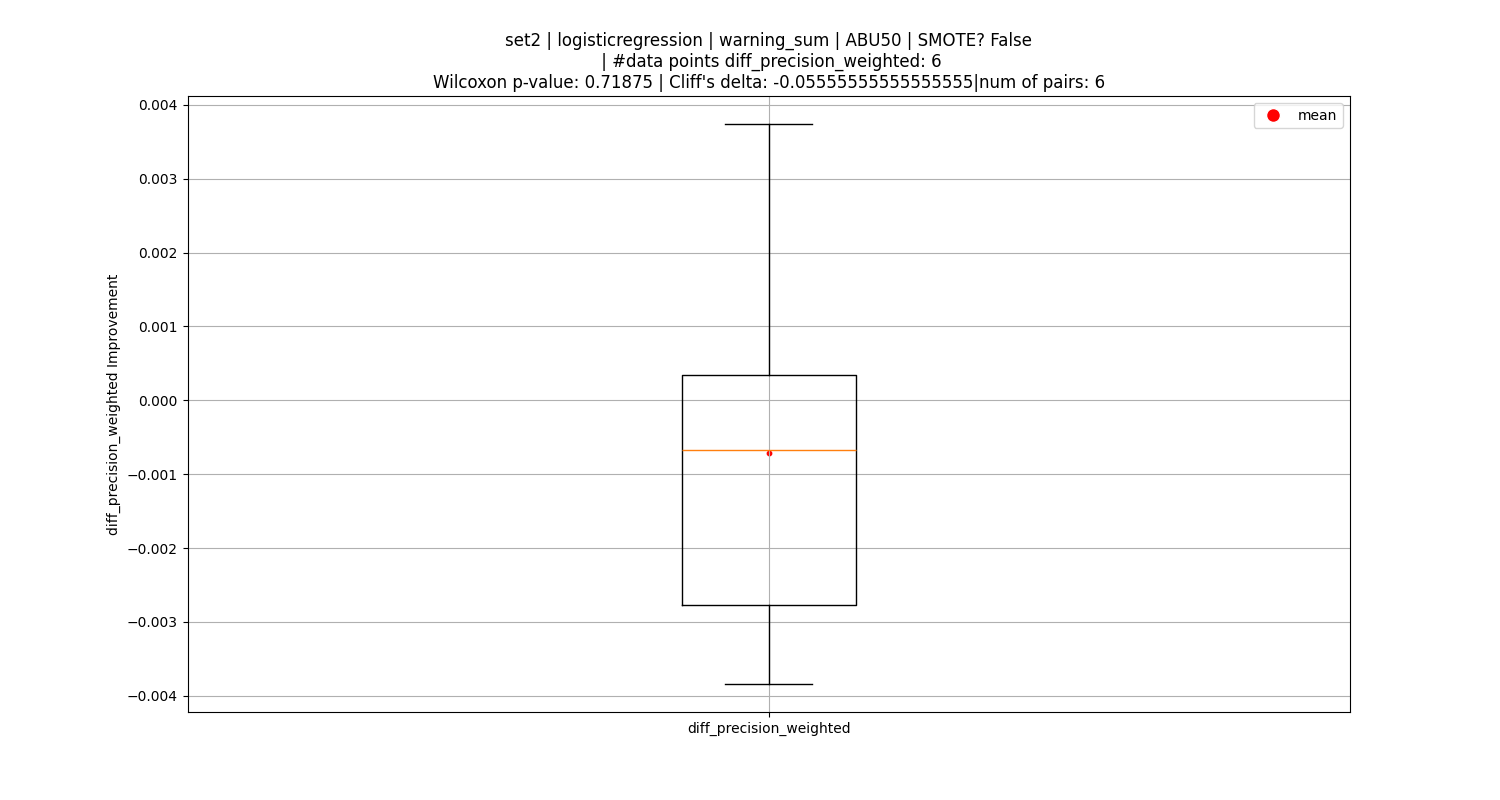 set2 | logisticregression | warning_sum | ABU50 | SMOTE? False
| #data points diff_precision_weighted: 6
Wilcoxon p-value: 0.71875 | Cliff's delta: -0.05555555555555555|num of pairs: 6
mean
0.004
0.003
0.002
0.001
0.000
−0.001
−0.002
−0.003
−0.004
diff_precision_weighted Improvement
diff_precision_weighted